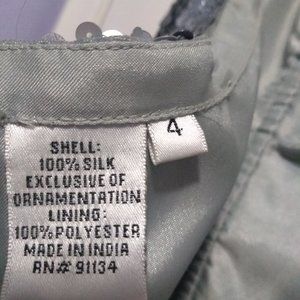 4
SHELL:
100% SILK
EXCLUSIVE OF
ORNAMENTATION
LINING:
100% POLYESTER
MADE IN INDIA
RN# 91134